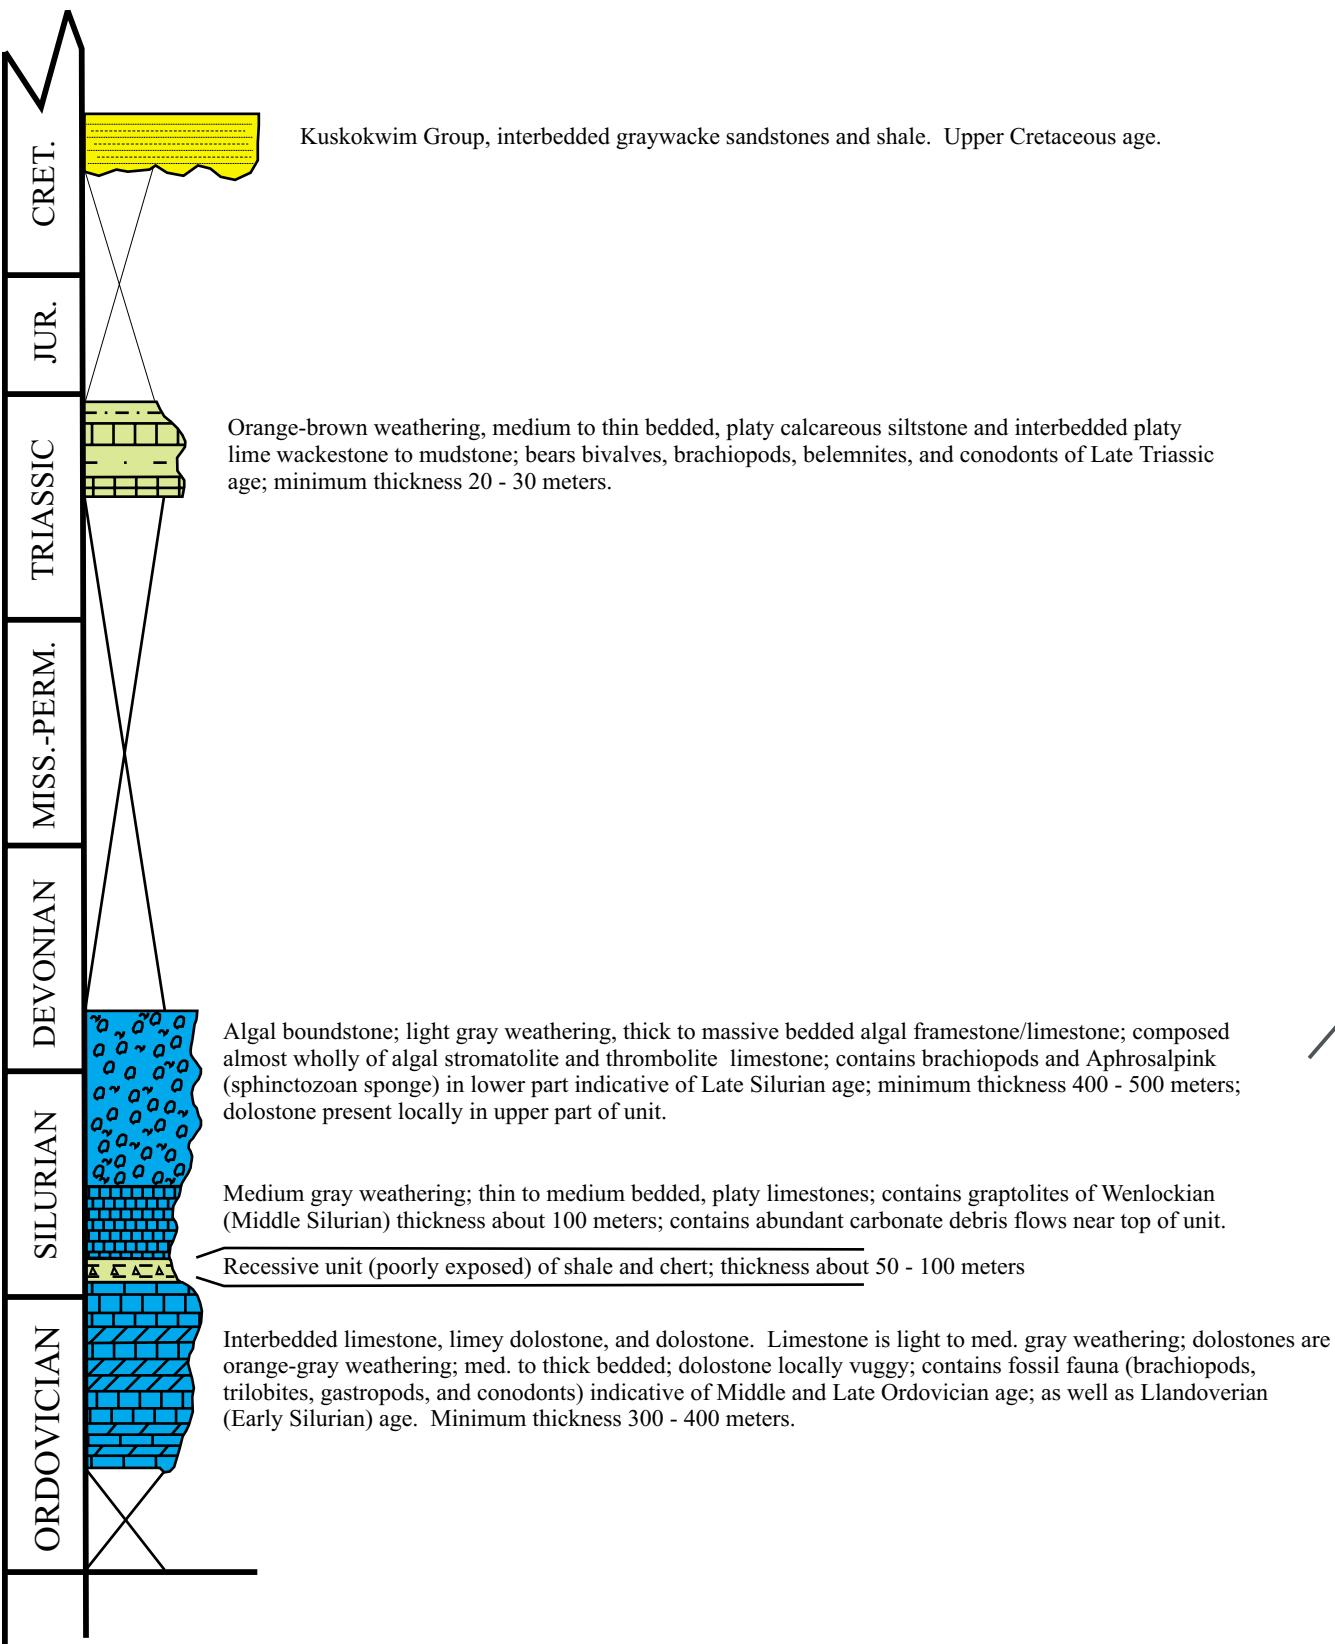 CRET.
Kuskokwim Group, interbedded graywacke sandstones and shale.  Upper Cretaceous age.
JUR.
TRIASSIC
Orange-brown weathering, medium to thin bedded, platy calcareous siltstone and interbedded platy
lime wackestone to mudstone; bears bivalves, brachiopods, belemnites, and conodonts of Late Triassic
age; minimum thickness 20 - 30 meters.
MISS.-PERM.
DEVONIAN
Algal boundstone; light gray weathering, thick to massive bedded algal framestone/limestone; composed
almost wholly of algal stromatolite and thrombolite  limestone; contains brachiopods and Aphrosalpink
(sphinctozoan sponge) in lower part indicative of Late Silurian age; minimum thickness 400 - 500 meters;
dolostone present locally in upper part of unit.
SILURIAN
Medium gray weathering; thin to medium bedded, platy limestones; contains graptolites of Wenlockian
(Middle Silurian) thickness about 100 meters; contains abundant carbonate debris flows near top of unit.
Recessive unit (poorly exposed) of shale and chert; thickness about 50 - 100 meters
ORDOVICIAN
Interbedded limestone, limey dolostone, and dolostone.  Limestone is light to med. gray weathering; dolostones are
orange-gray weathering; med. to thick bedded; dolostone locally vuggy; contains fossil fauna (brachiopods,
trilobites, gastropods, and conodonts) indicative of Middle and Late Ordovician age; as well as Llandoverian
(Early Silurian) age.  Minimum thickness 300 - 400 meters.